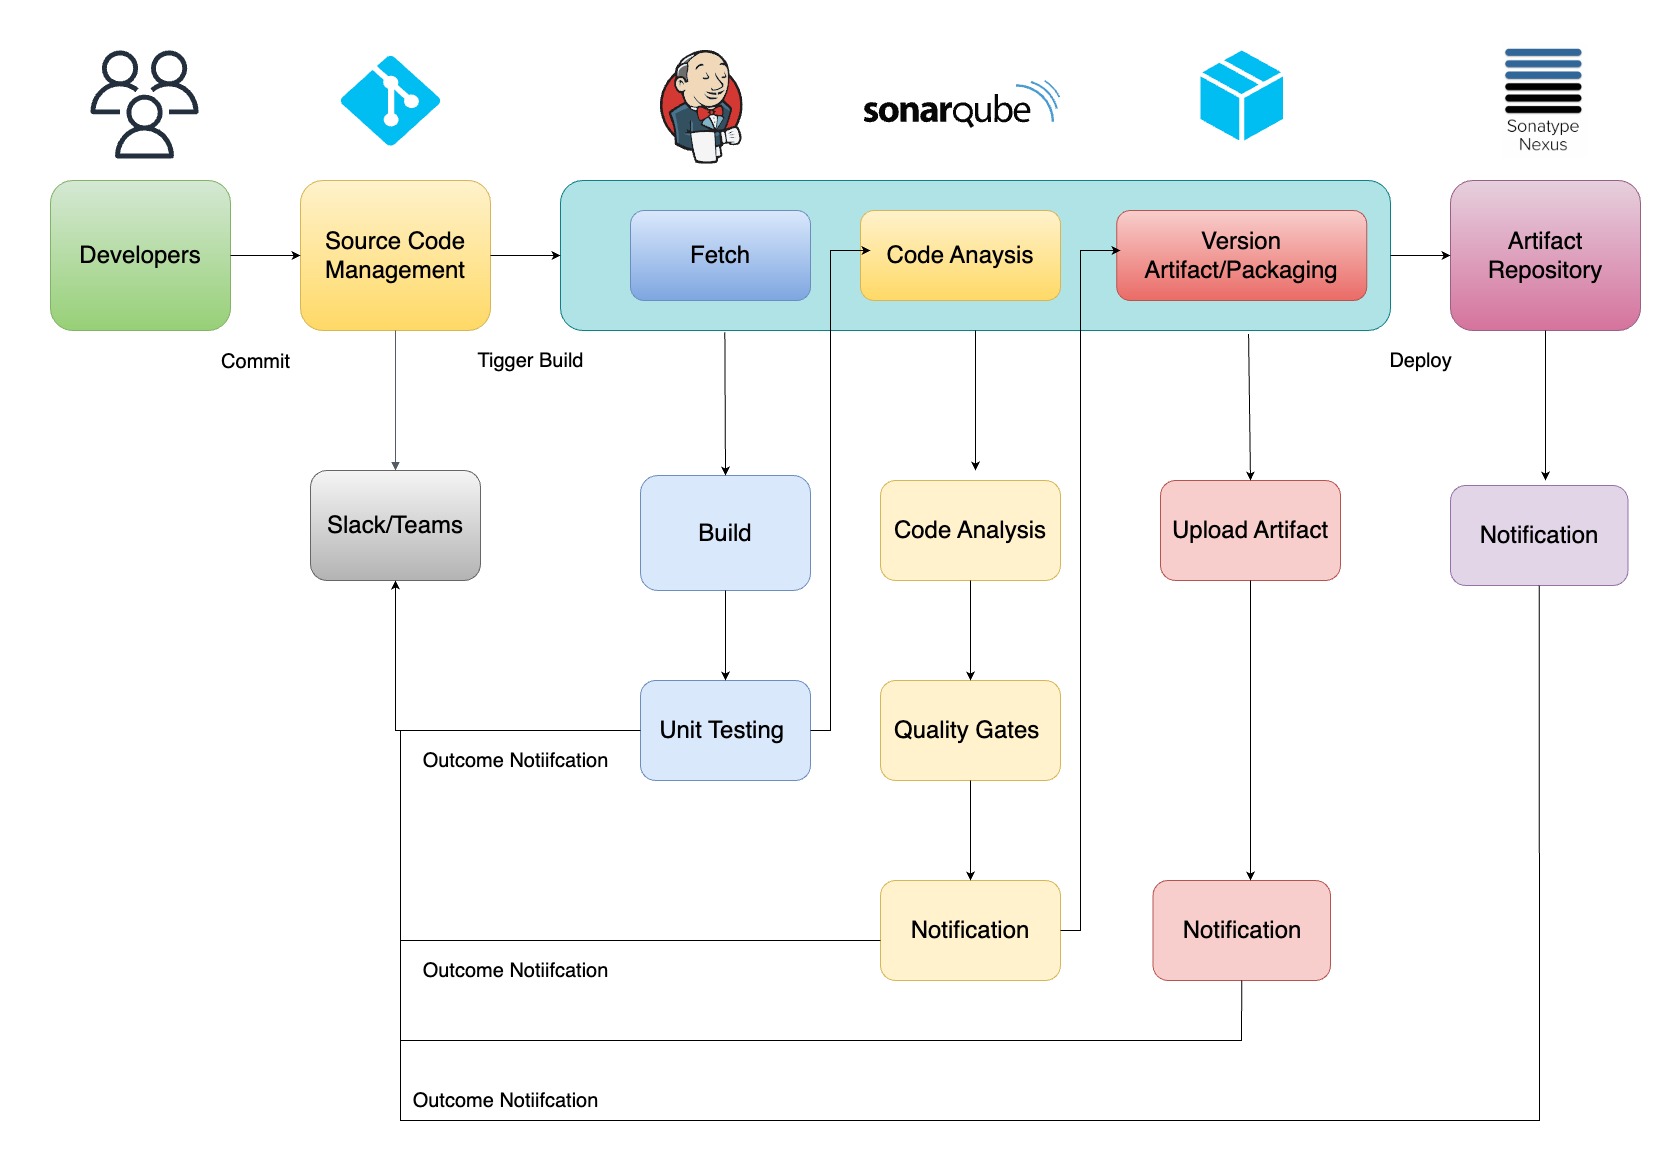 sonarqube
Sonatype
Nexus
Developers
Source Code
Management
Fetch
Code Anaysis
Version
Artifact/Packaging
Artifact
Repository
Commit
Tigger Build
Deploy
Slack/Teams
Build
Code Analysis
Upload Artifact
Notification
Unit Testing
Quality Gates
Outcome Notiifcation
Notification
Notification
Outcome Notiifcation
Outcome Notiifcation